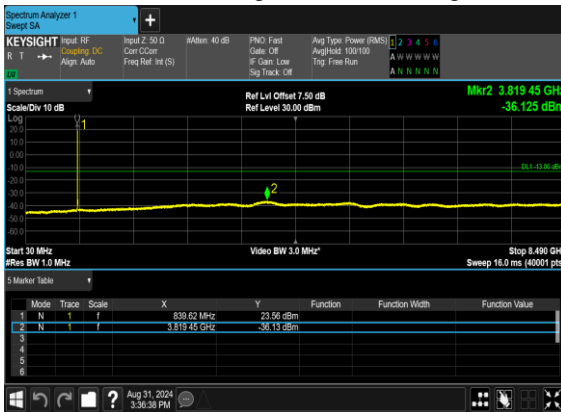 Spectrum Analyzer 1
Swept SA
KEYSIGHT Input: RF Input Z: 50 Ω #Atten: 40 dB PNO: Fast Avg Type: Power (RMS) 1 2 3 4 5 6
R T Coupling: DC Corr CCorr Gate: Off Avg|Hold: 100/100 A W W W W W
Align: Auto Freq Ref: Int (S) IF Gain: Low Trig: Free Run
Sig Track: Off A N N N N N
1 Spectrum Ref Lvl Offset 7.50 dB Mkr2 3.819 45 GHz
Scale/Div 10 dB Ref Level 30.00 dBm -36.125 dBm
Log
20.0
1
10.0
0.00
-10.0
DL1 -13.00 dBm
-20.0
-30.0
2
-40.0
-50.0
-60.0
Start 30 MHz Video BW 3.0 MHz* Stop 8.490 GH
#Res BW 1.0 MHz Sweep 16.0 ms (40001 pts
5 Marker Table
Mode Trace Scale X Y Function Function Width Function Value
1 N 1 f 839.62 MHz 23.56 dBm
2 N 1 f 3.819 45 GHz -36.13 dBm
3
4
5
6
? Aug 31, 2024
3:36:38 PM